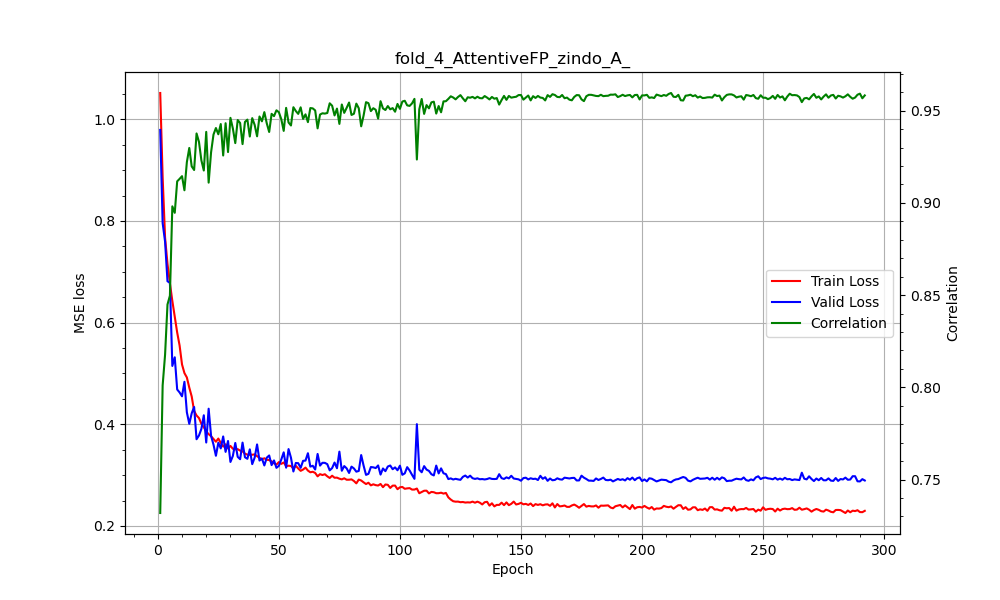 fold_4_AttentiveFP_zindo_A_
1.0
0.8
0.6
0.4
0.2
MSE loss
0.95
0.90
0.85
0.80
0.75
Correlation
Train Loss
Valid Loss
Correlation
0 50 100 150 200 250 300
Epoch